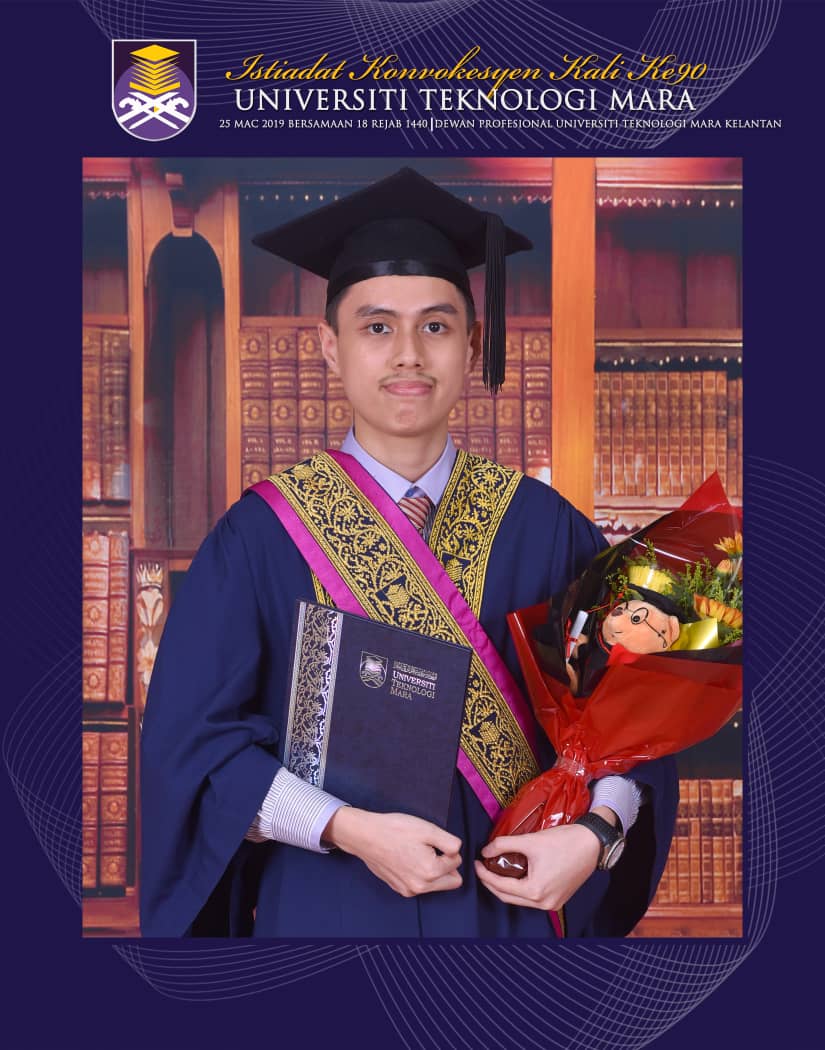 Istiadat Konvokesyen Kali Ke90
UNIVERSITI TEKNOLOGI MARA
25 MAC 2019 BERSAMAAN 18 REJAB 1440 | DEWAN PROFESIONAL UNIVERSITI TEKNOLOGI MARA KELANTAN
UNIVERSITI
TEKNOLOGI
MARA